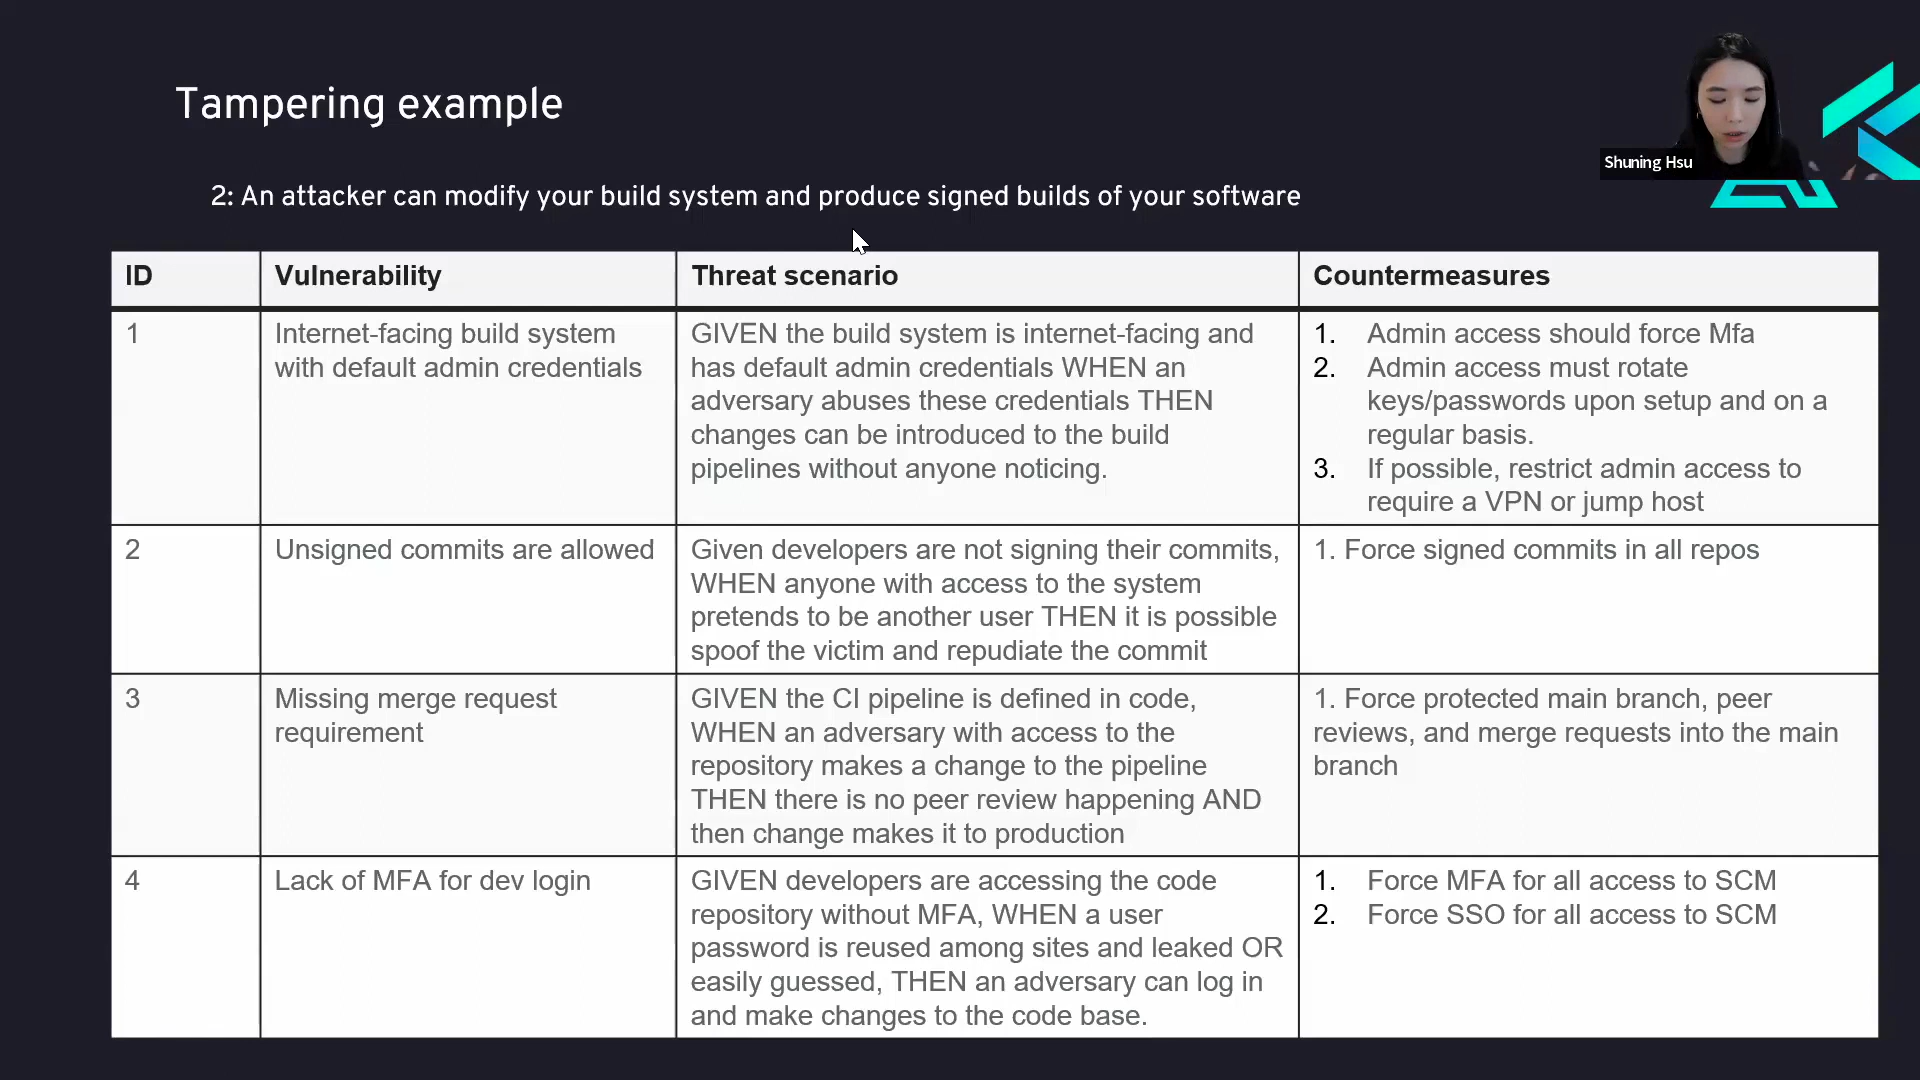 Tampering example
Shuning Hsu
2: An attacker can modify your build system and produce signed builds of your software
ID
Vulnerability
Threat scenario
Countermeasures
1
Internet-facing build system
with default admin credentials
GIVEN the build system is internet-facing and
has default admin credentials WHEN an
adversary abuses these credentials THEN
changes can be introduced to the build
pipelines without anyone noticing.
1. Admin access should force Mfa
2. Admin access must rotate
keys/passwords upon setup and on a
regular basis.
3. If possible, restrict admin access to
require a VPN or jump host
2
Unsigned commits are allowed
Given developers are not signing their commits,
WHEN anyone with access to the system
pretends to be another user THEN it is possible
spoof the victim and repudiate the commit
1. Force signed commits in all repos
3
Missing merge request
requirement
GIVEN the CI pipeline is defined in code,
WHEN an adversary with access to the
repository makes a change to the pipeline
THEN there is no peer review happening AND
then change makes it to production
1. Force protected main branch, peer
reviews, and merge requests into the main
branch
4
Lack of MFA for dev login
GIVEN developers are accessing the code
repository without MFA, WHEN a user
password is reused among sites and leaked OR
easily guessed, THEN an adversary can log in
and make changes to the code base.
1. Force MFA for all access to SCM
2. Force SSO for all access to SCM